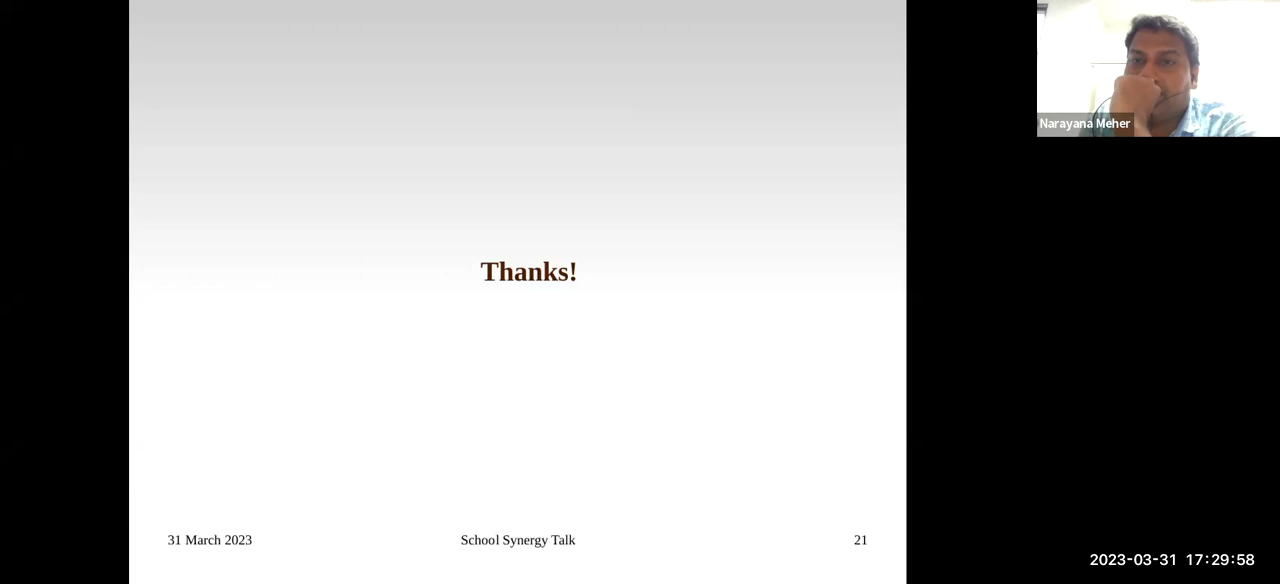 Narayana Meher
Thanks!
31 March 2023 School Synergy Talk 21
2023-03-31 17:29:58